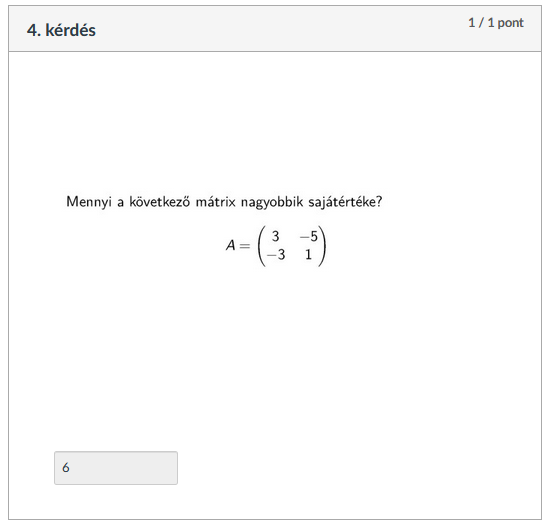 4. kérdés
1 / 1 pont
Mennyi a következő mátrix nagyobbik sajátértéke?
A = ( 3 −5
−3 1 )
6